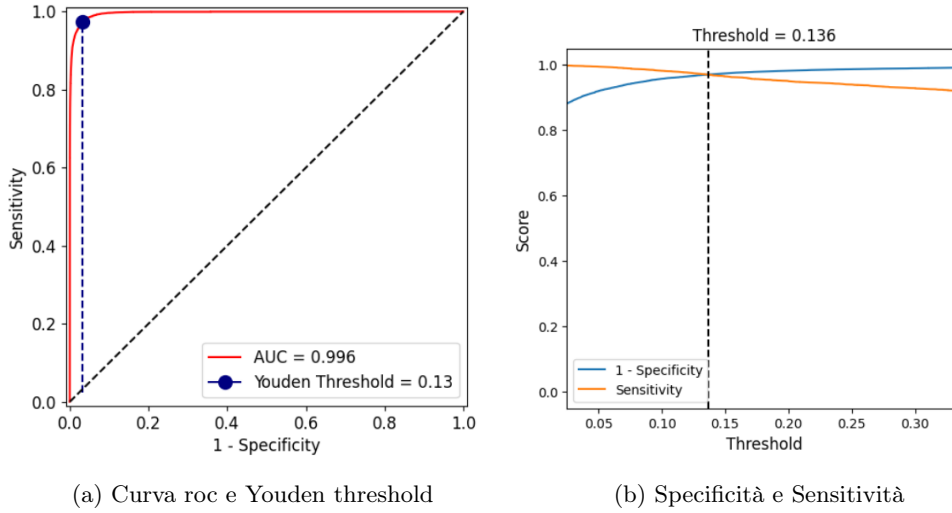 1.0
0.8
0.6
0.4
0.2
0.0
Sensitivity
AUC = 0.996
Youden Threshold = 0.13
0.0 0.2 0.4 0.6 0.8 1.0
1 - Specificity
(a) Curva roc e Youden threshold
Threshold = 0.136
1.0
0.8
0.6
0.4
0.2
0.0
Score
1 - Specificity
Sensitivity
0.05 0.10 0.15 0.20 0.25 0.30
Threshold
(b) Specificità e Sensitività